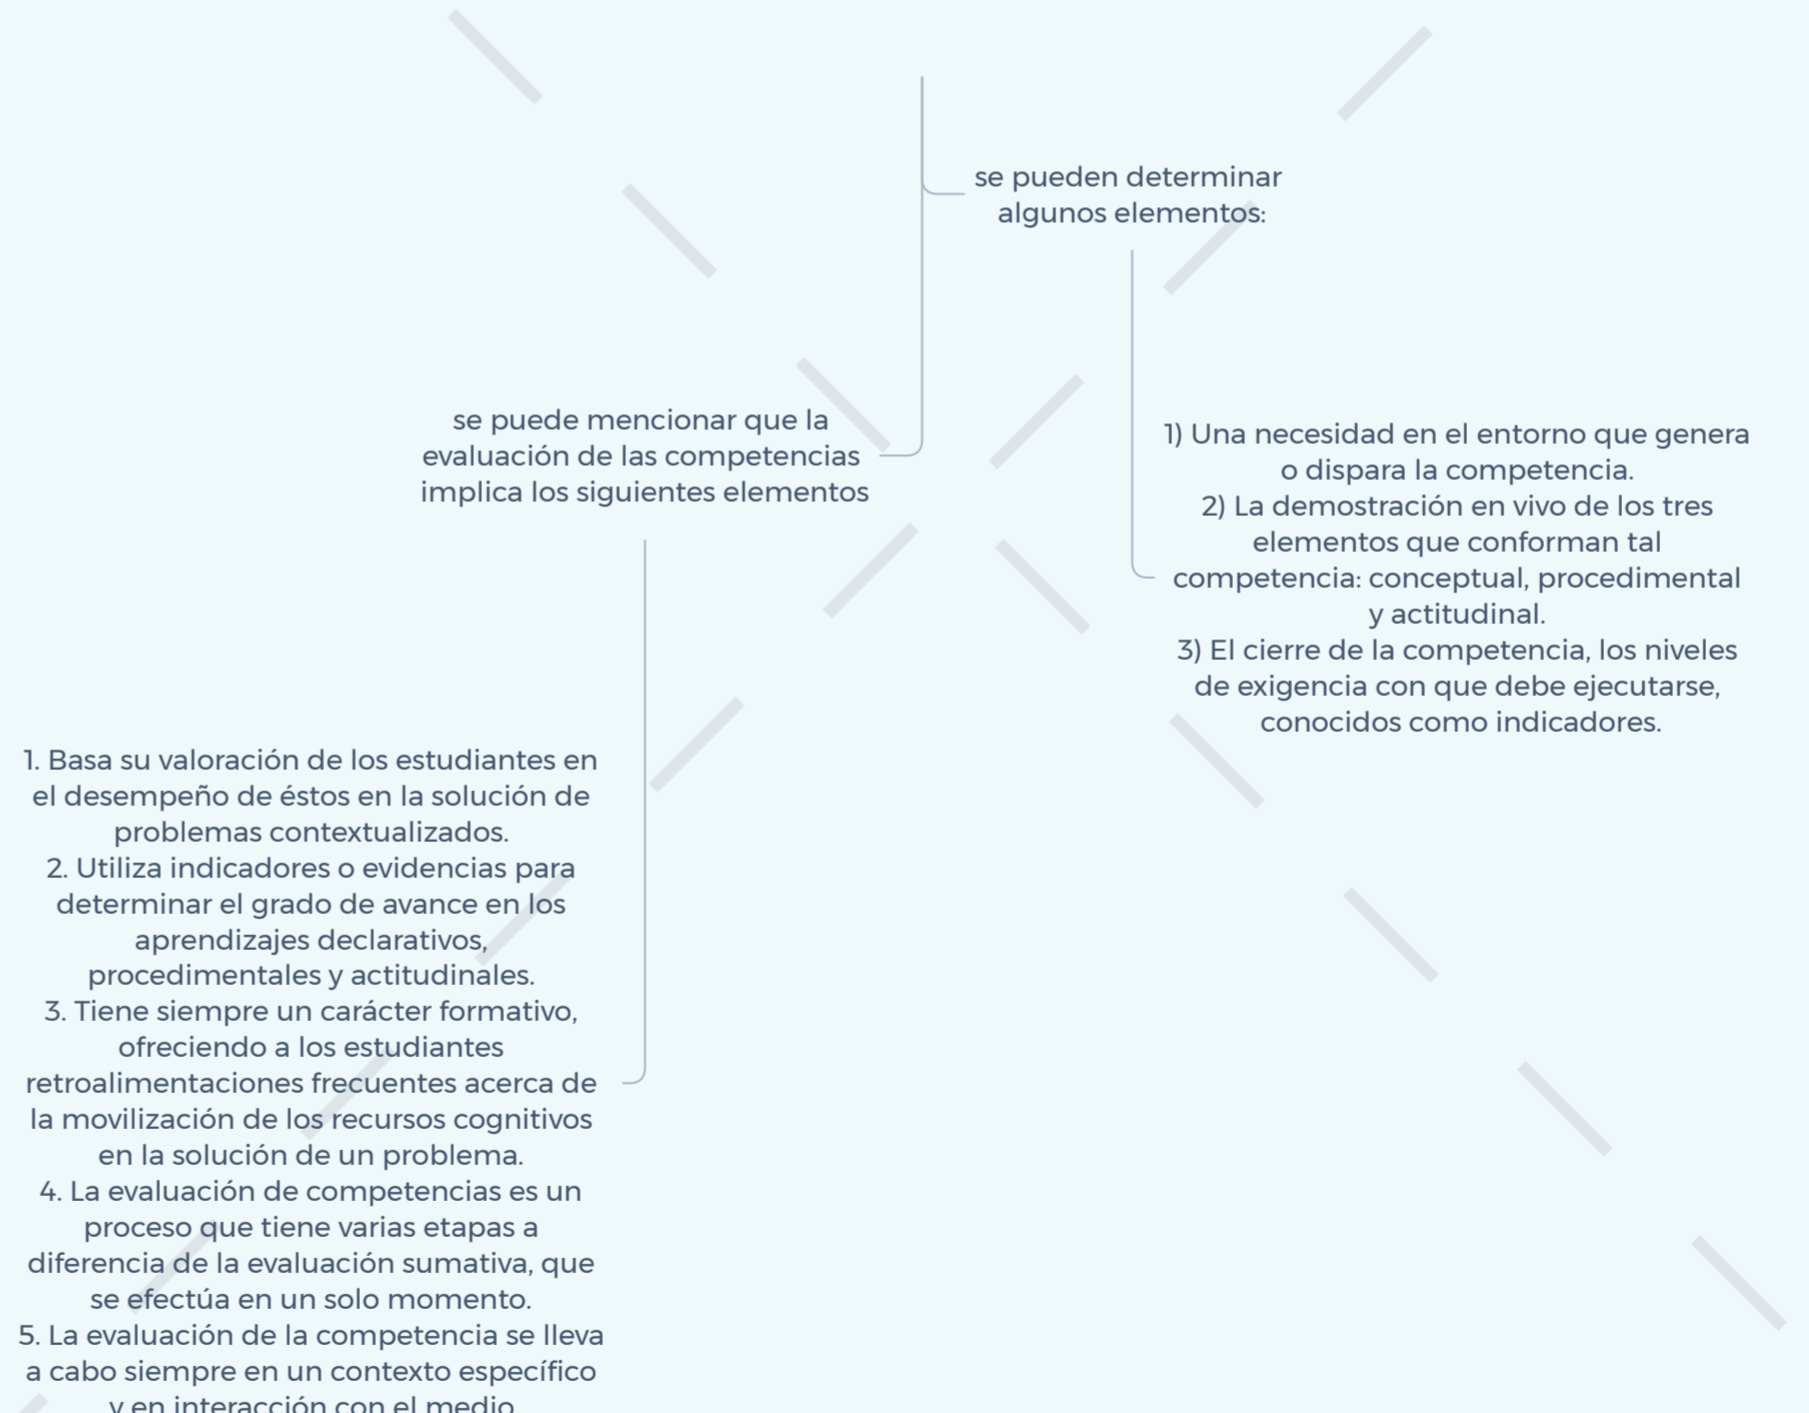 se pueden determinar
algunos elementos:
se puede mencionar que la
evaluación de las competencias
implica los siguientes elementos
1) Una necesidad en el entorno que genera
o dispara la competencia.
2) La demostración en vivo de los tres
elementos que conforman tal
competencia: conceptual, procedimental
y actitudinal.
3) El cierre de la competencia, los niveles
de exigencia con que debe ejecutarse,
conocidos como indicadores.
1. Basa su valoración de los estudiantes en
el desempeño de éstos en la solución de
problemas contextualizados.
2. Utiliza indicadores o evidencias para
determinar el grado de avance en los
aprendizajes declarativos,
procedimentales y actitudinales.
3. Tiene siempre un carácter formativo,
ofreciendo a los estudiantes
retroalimentaciones frecuentes acerca de
la movilización de los recursos cognitivos
en la solución de un problema.
4. La evaluación de competencias es un
proceso que tiene varias etapas a
diferencia de la evaluación sumativa, que
se efectúa en un solo momento.
5. La evaluación de la competencia se lleva
a cabo siempre en un contexto específico
y en interacción con el medio